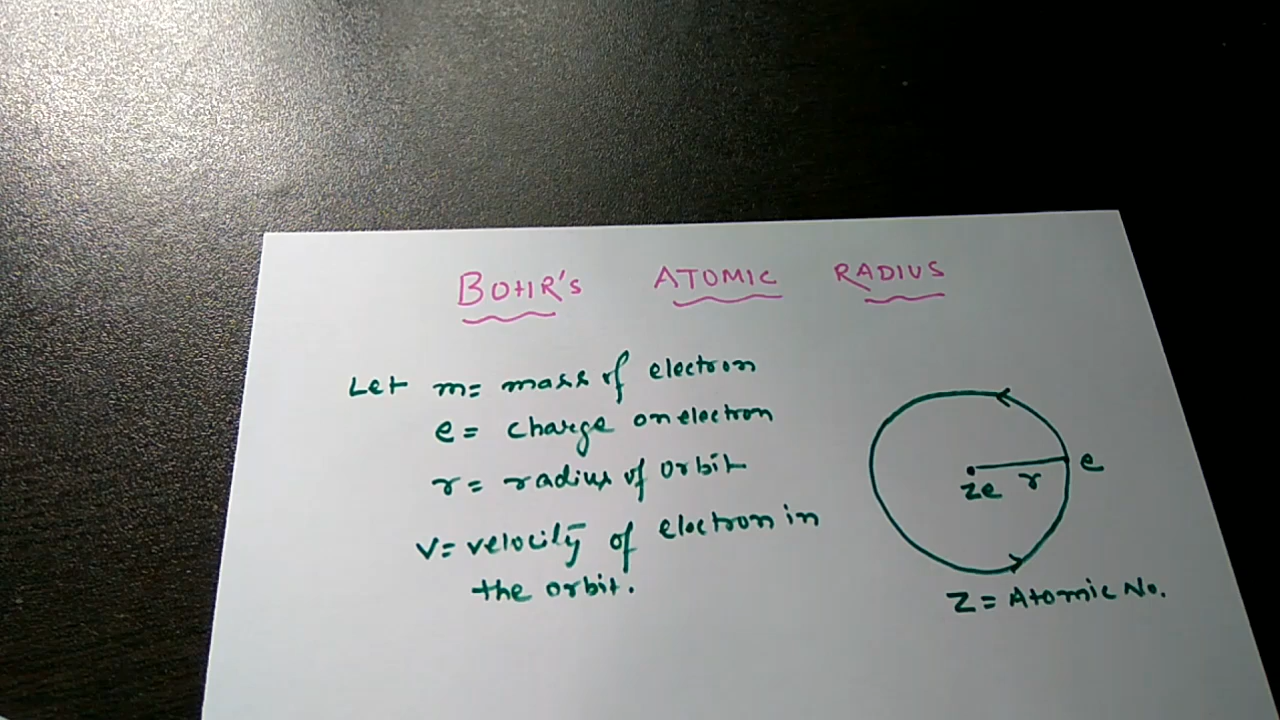 BOHR'S ATOMIC RADIUS
Let m= mass of electron
e= charge on electron
r= radius of orbit
v= velocity of electron in
the orbit.
e
ze r
Z= Atomic No.